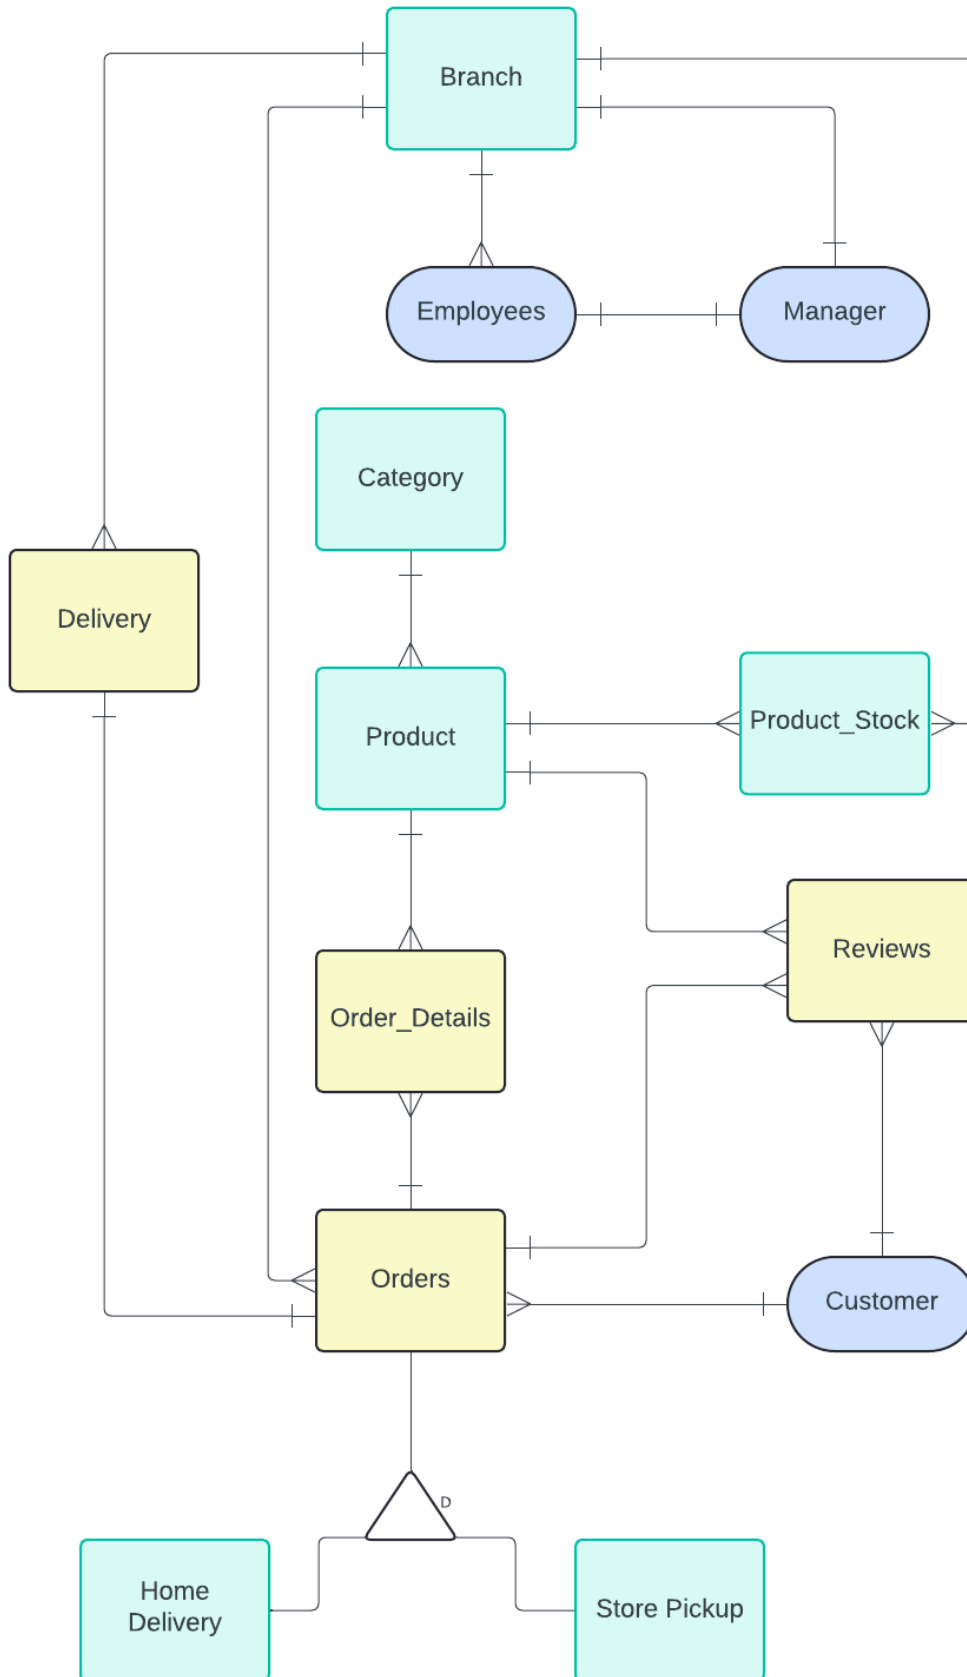 Branch
Employees
Manager
Category
Delivery
Product
Product_Stock
Reviews
Order_Details
Orders
Customer
D
Home
Delivery
Store Pickup